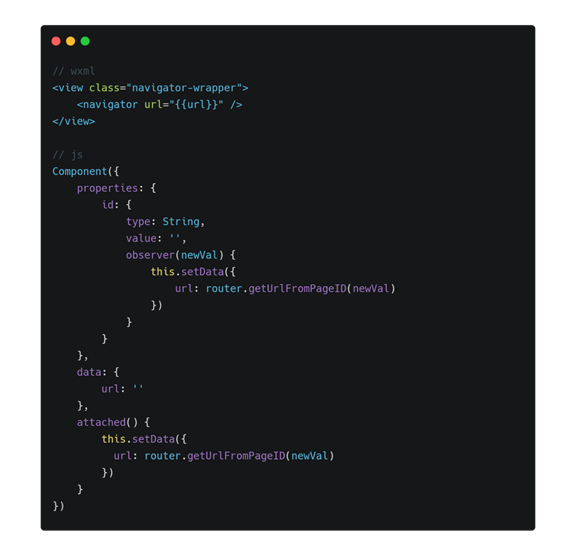 // wxml
<view class="navigator-wrapper">
    <navigator url="{{url}}" />
</view>

// js
Component({
    properties: {
        id: {
            type: String,
            value: '',
            observer(newVal) {
                this.setData({
                    url: router.getUrlFromPageID(newVal)
                })
            }
        }
    },
    data: {
        url: ''
    },
    attached() {
        this.setData({
          url: router.getUrlFromPageID(newVal)
        })
    }
})